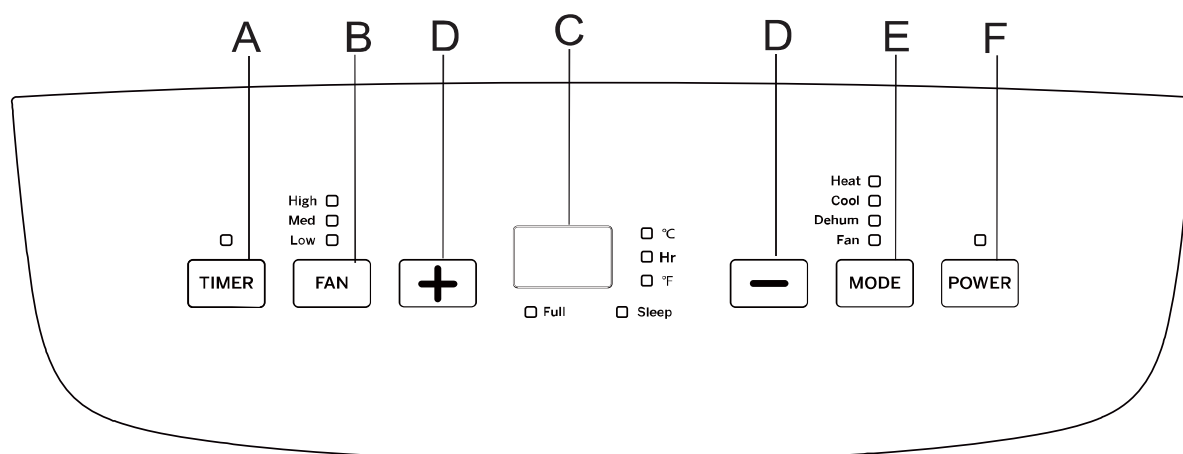 A B D C D E F
High
Med
Low
°C
Hr
°F
Heat
Cool
Dehum
Fan
TIMER FAN + − MODE POWER
Full Sleep